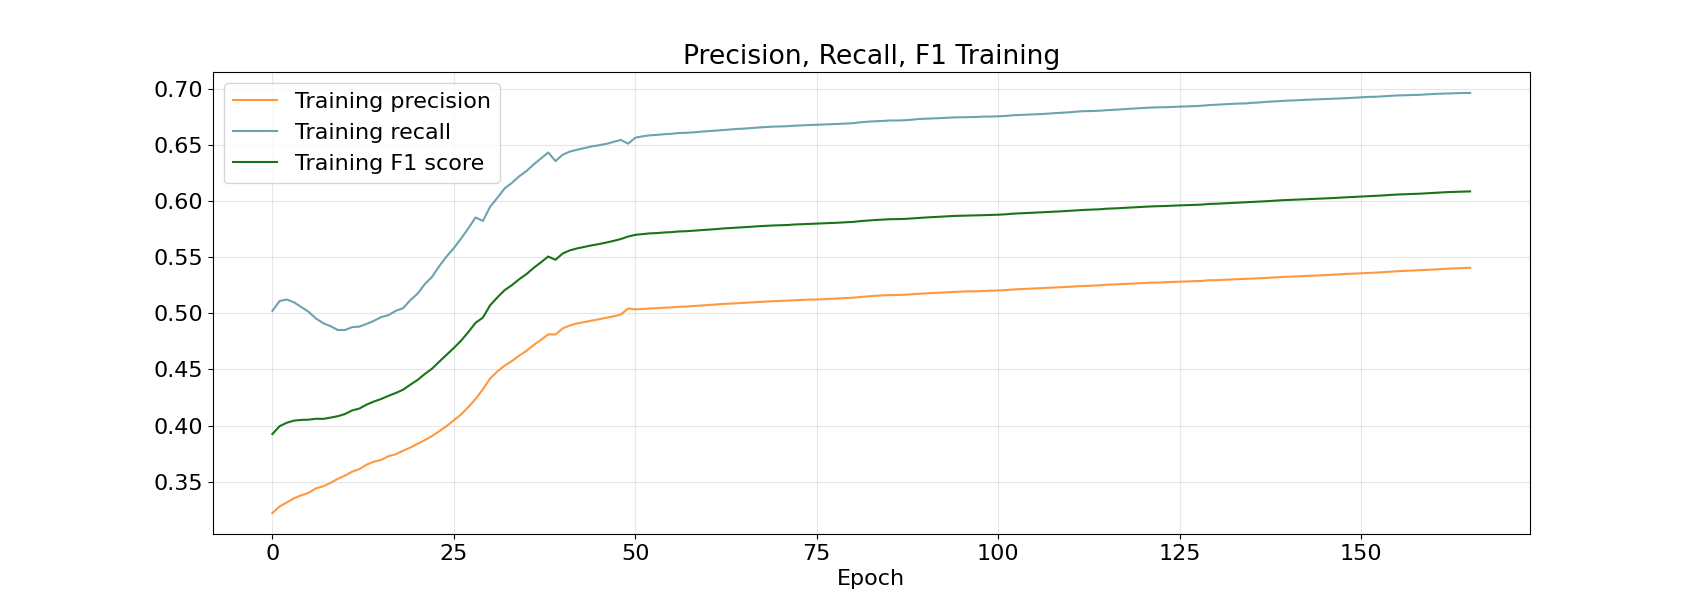 Precision, Recall, F1 Training
Training precision
Training recall
Training F1 score
0.70
0.65
0.60
0.55
0.50
0.45
0.40
0.35
0 25 50 75 100 125 150
Epoch